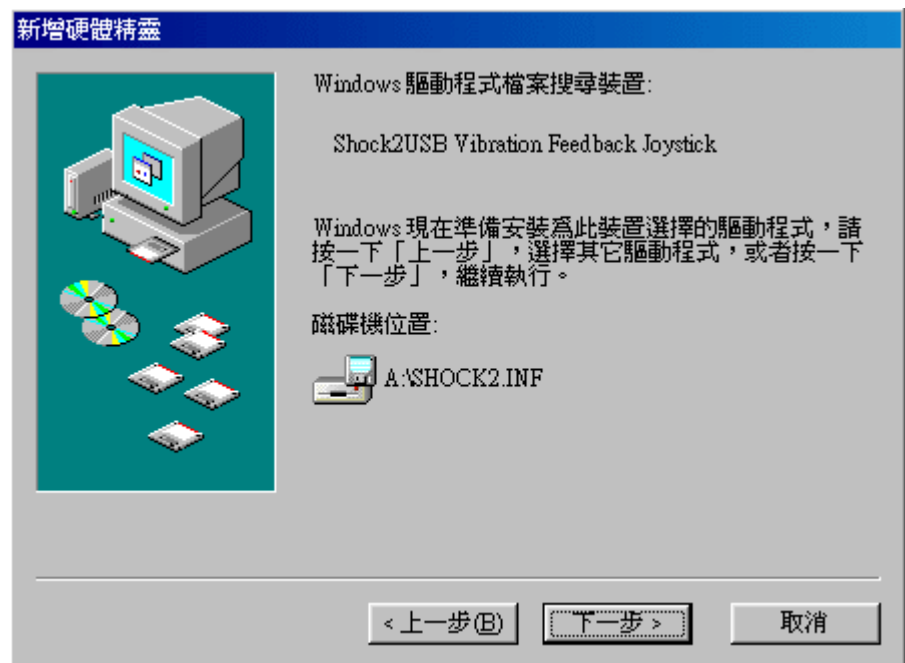 新增硬體精靈
Windows 驅動程式檔案搜尋裝置:
Shock2USB Vibration Feedback Joystick
Windows 現在準備安裝為此裝置選擇的驅動程式，請
按一下「上一步」，選擇其它驅動程式，或者按一下
「下一步」，繼續執行。
磁碟機位置:
A:\SHOCK2.INF
<上一步(B)
下一步>
取消